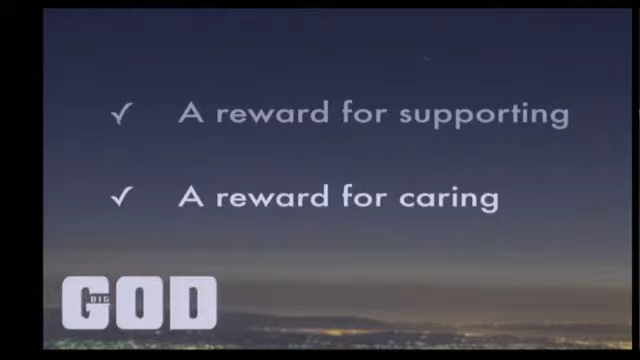 ✓ A reward for supporting
✓ A reward for caring
BIG
GOD